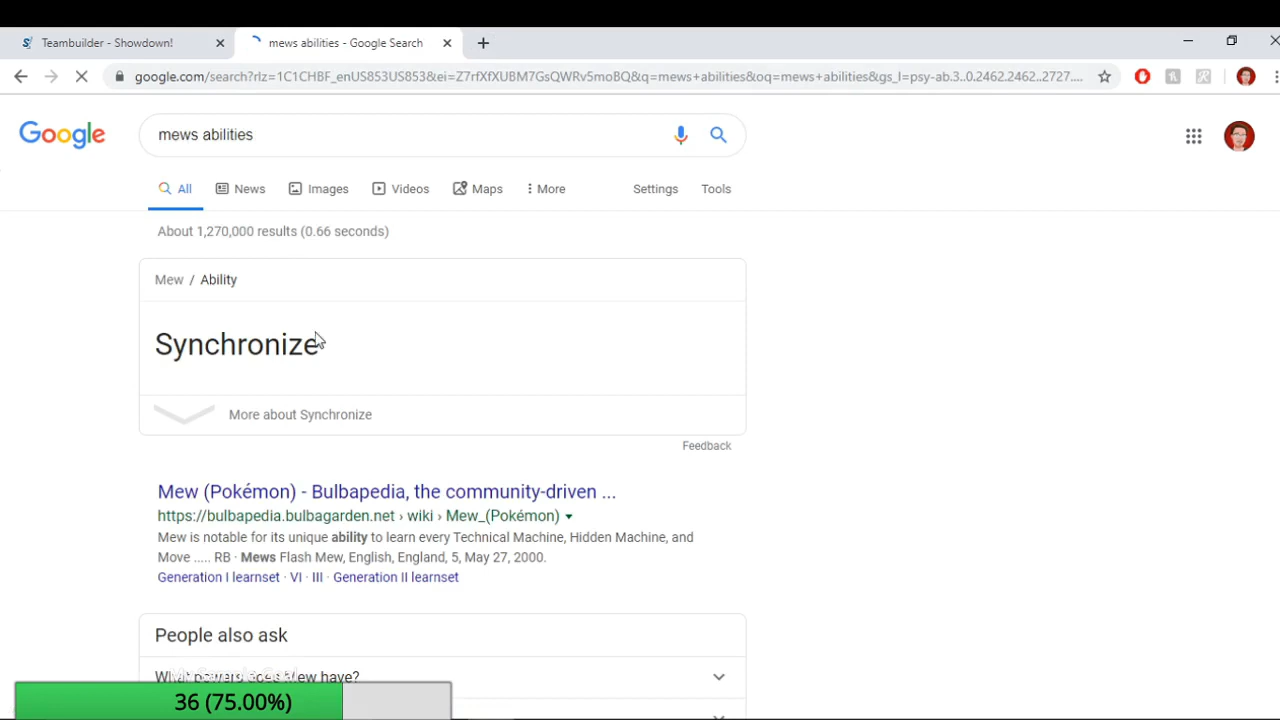 Teambuilder - Showdown!
mews abilities - Google Search
google.com/search?rlz=1C1CHBF_enUS853US853&ei=Z7rfXfXUBM7GsQWRv5moBQ&q=mews+abilities&oq=mews+abilities&gs_l=psy-ab.3..0.2462.2462..2727....
Google
mews abilities
All News Images Videos Maps More Settings Tools
About 1,270,000 results (0.66 seconds)
Mew / Ability
Synchronize
More about Synchronize
Feedback
Mew (Pokémon) - Bulbapedia, the community-driven ...
https://bulbapedia.bulbagarden.net › wiki › Mew_(Pokémon)
Mew is notable for its unique ability to learn every Technical Machine, Hidden Machine, and
Move ..... RB · Mews Flash Mew, English, England, 5, May 27, 2000.
Generation I learnset · VI · III · Generation II learnset
People also ask
What powers does Mew have?
36 (75.00%)